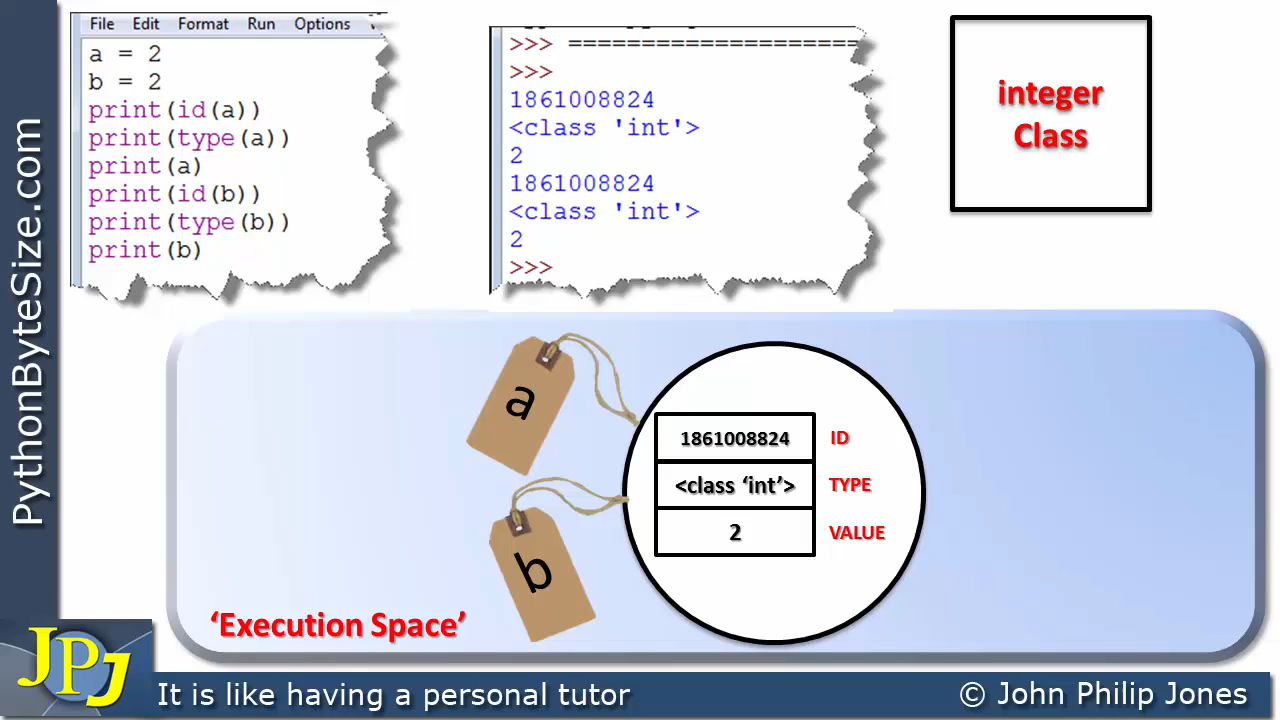 PythonByteSize.com
File Edit Format Run Options
a = 2
b = 2
print(id(a))
print(type(a))
print(a)
print(id(b))
print(type(b))
print(b)
>>> ====================
>>>
1861008824
<class 'int'>
2
1861008824
<class 'int'>
2
>>>
integer
Class
a
b
1861008824 ID
<class ‘int’> TYPE
2 VALUE
‘Execution Space’
JPJ
It is like having a personal tutor
© John Philip Jones